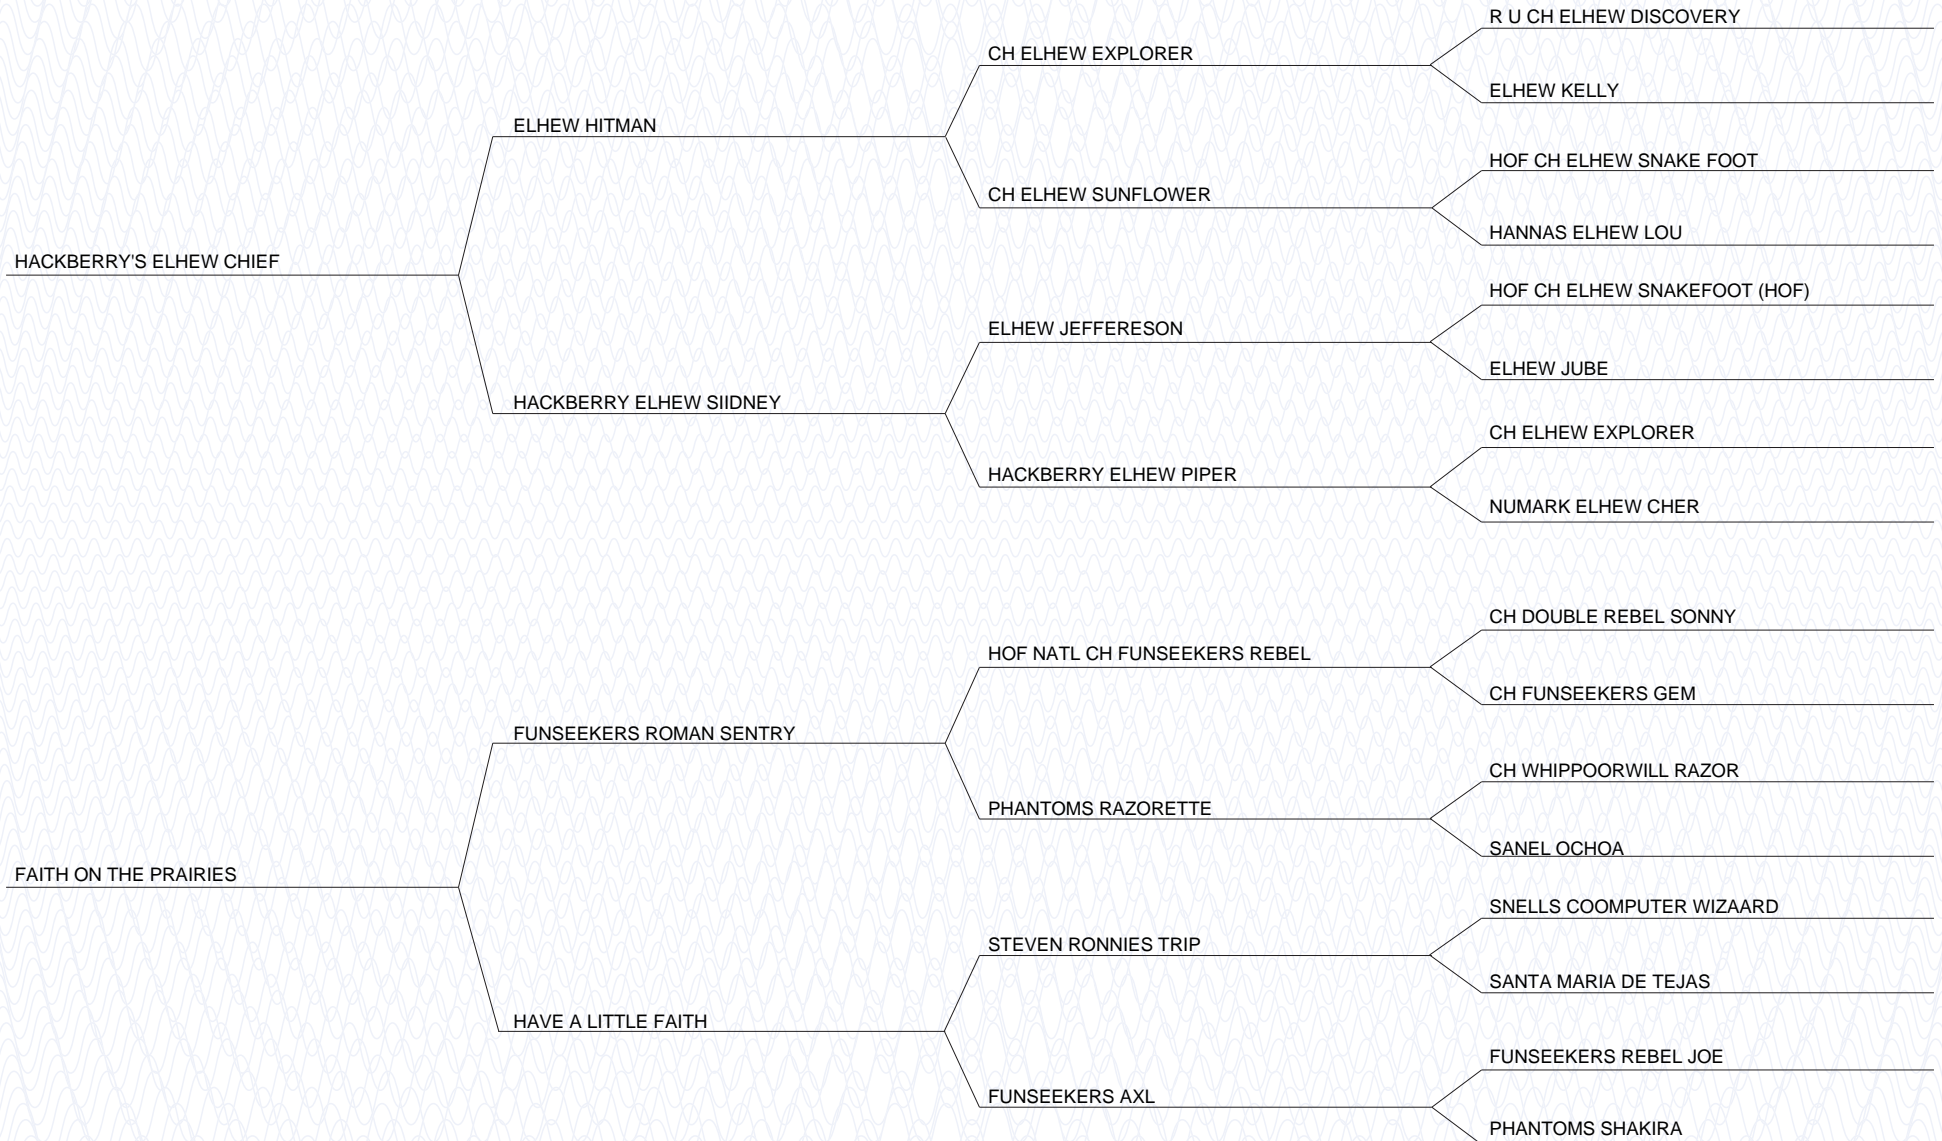 R U CH ELHEW DISCOVERY
CH ELHEW EXPLORER
ELHEW KELLY
ELHEW HITMAN
HOF CH ELHEW SNAKE FOOT
CH ELHEW SUNFLOWER
HANNAS ELHEW LOU
HACKBERRY'S ELHEW CHIEF
HOF CH ELHEW SNAKEFOOT (HOF)
ELHEW JEFFERESON
ELHEW JUBE
HACKBERRY ELHEW SIIDNEY
CH ELHEW EXPLORER
HACKBERRY ELHEW PIPER
NUMARK ELHEW CHER
CH DOUBLE REBEL SONNY
HOF NATL CH FUNSEEKERS REBEL
CH FUNSEEKERS GEM
FUNSEEKERS ROMAN SENTRY
CH WHIPPOORWILL RAZOR
PHANTOMS RAZORETTE
SANEL OCHOA
FAITH ON THE PRAIRIES
SNELLS COOMPUTER WIZAARD
STEVEN RONNIES TRIP
SANTA MARIA DE TEJAS
HAVE A LITTLE FAITH
FUNSEEKERS REBEL JOE
FUNSEEKERS AXL
PHANTOMS SHAKIRA